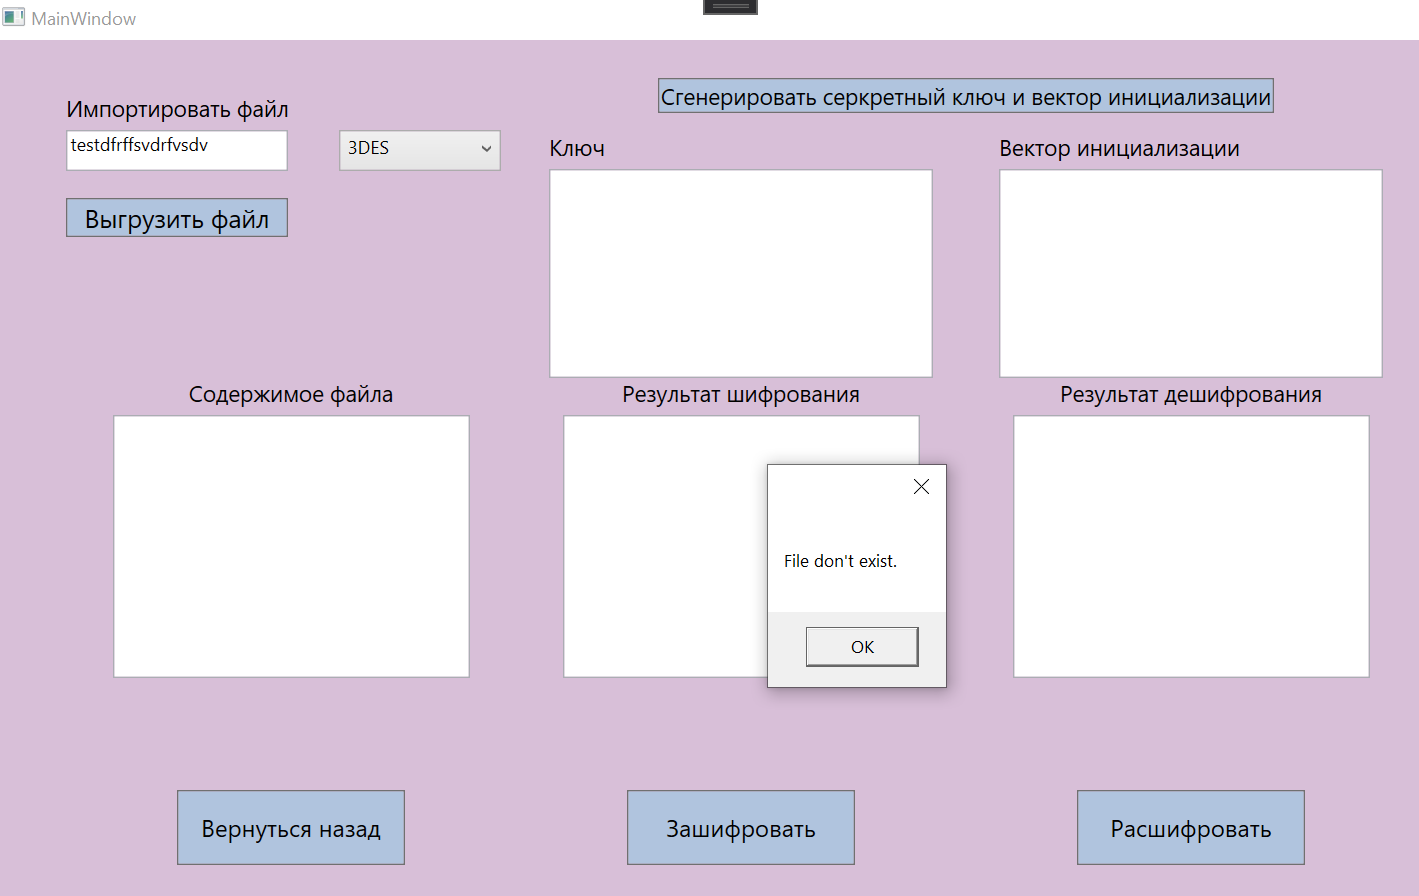 MainWindow
Сгенерировать серкретный ключ и вектор инициализации
Импортировать файл
testdfrffsvdrfvsdv
3DES
Ключ
Вектор инициализации
Выгрузить файл
Содержимое файла
Результат шифрования
Результат дешифрования
File don't exist.
OK
Вернуться назад
Зашифровать
Расшифровать